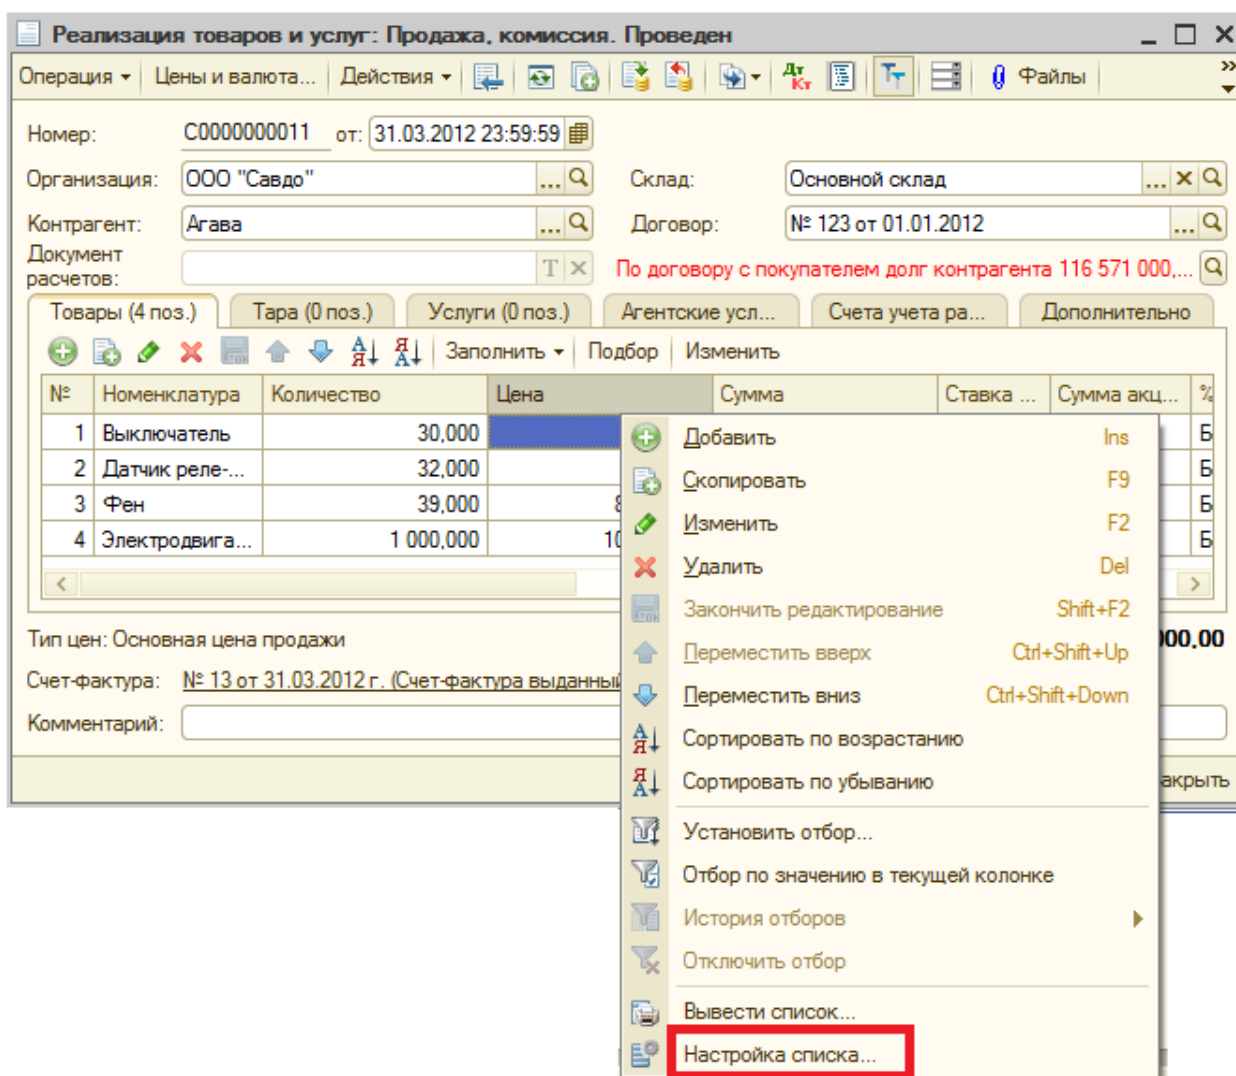 Реализация товаров и услуг: Продажа, комиссия. Проведен
Операция Цены и валюта... Действия Дт Кт Файлы
Номер: С0000000011 от: 31.03.2012 23:59:59
Организация: ООО "Савдо" ... Склад: Основной склад ...
Контрагент: Агава ... Договор: № 123 от 01.01.2012 ...
Документ расчетов: T По договору с покупателем долг контрагента 116 571 000,...
Товары (4 поз.) Тара (0 поз.) Услуги (0 поз.) Агентские усл... Счета учета ра... Дополнительно
Заполнить Подбор Изменить
№ Номенклатура Количество Цена Сумма Ставка ... Сумма акц... %
1 Выключатель 30,000 Б
2 Датчик реле-... 32,000 Б
3 Фен 39,000 8 Б
4 Электродвига... 1 000,000 10 Б
Тип цен: Основная цена продажи 000,00
Счет-фактура: № 13 от 31.03.2012 г. (Счет-фактура выданный
Комментарий:
акрыть
Добавить Ins
Скопировать F9
Изменить F2
Удалить Del
Закончить редактирование Shift+F2
Переместить вверх Ctrl+Shift+Up
Переместить вниз Ctrl+Shift+Down
Сортировать по возрастанию
Сортировать по убыванию
Установить отбор...
Отбор по значению в текущей колонке
История отборов
Отключить отбор
Вывести список...
Настройка списка...